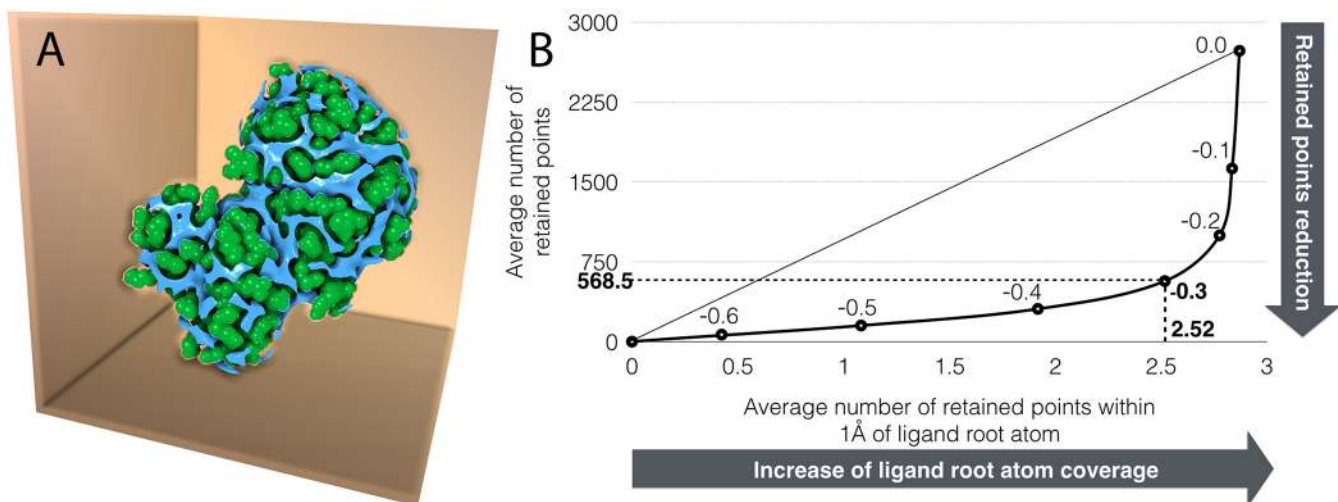 A
B
3000
2250
1500
750
568.5
0
Average number of
retained points
0.0
-0.1
-0.2
-0.3
-0.4
-0.5
-0.6
2.52
0 0.5 1 1.5 2 2.5 3
Average number of retained points within
1Å of ligand root atom
Increase of ligand root atom coverage
Retained points reduction